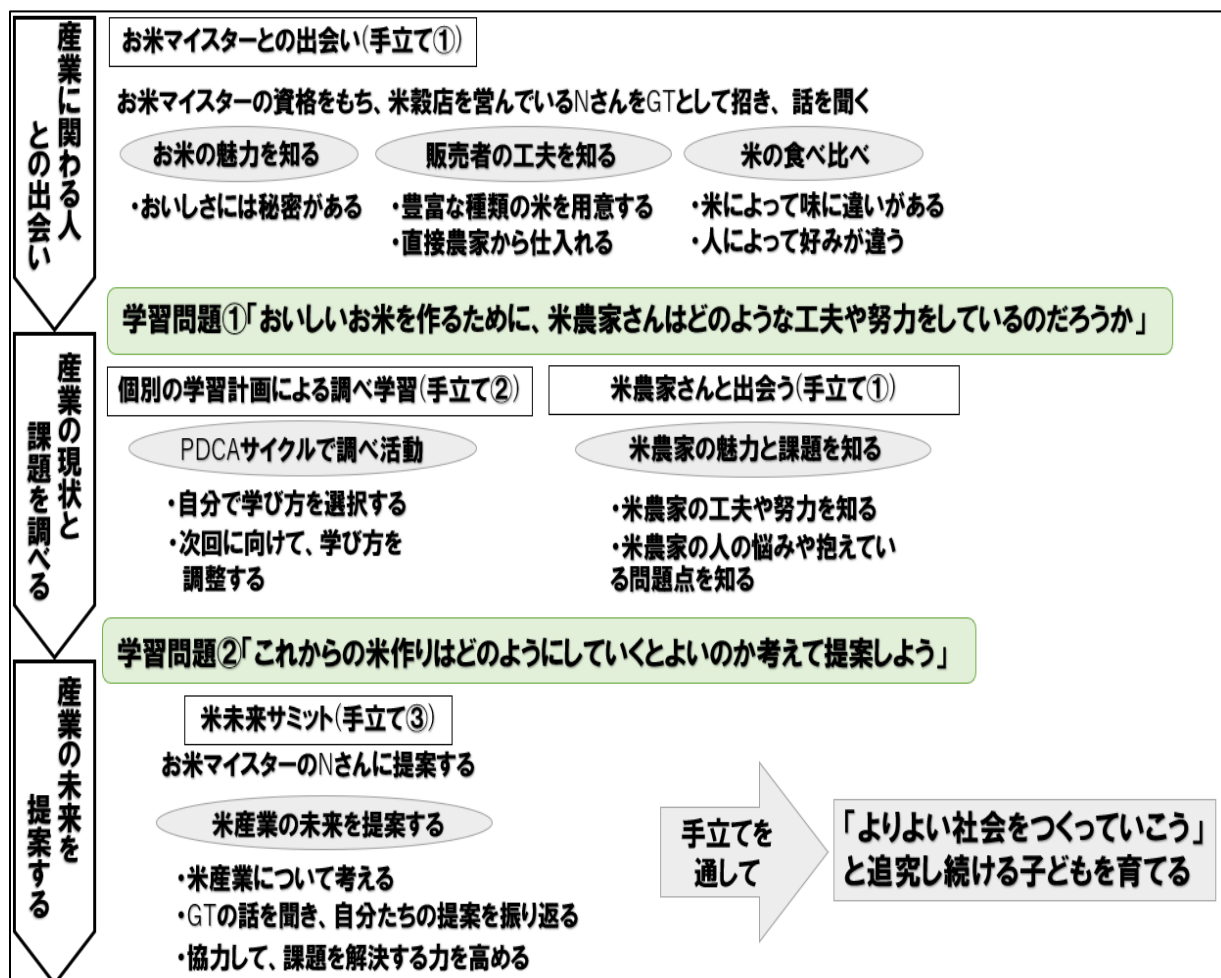 産業に関わる人
との出会い
お米マイスターとの出会い(手立て①)
お米マイスターの資格をもち、米穀店を営んでいるNさんをGTとして招き、話を聞く
お米の魅力を知る
・おいしさには秘密がある
販売者の工夫を知る
・豊富な種類の米を用意する
・直接農家から仕入れる
米の食べ比べ
・米によって味に違いがある
・人によって好みが違う
学習問題①「おいしいお米を作るために、米農家さんはどのような工夫や努力をしているのだろうか」
産業の現状と
課題を調べる
個別の学習計画による調べ学習(手立て②)
PDCAサイクルで調べ活動
・自分で学び方を選択する
・次回に向けて、学び方を
調整する
米農家さんと出会う(手立て①)
米農家の魅力と課題を知る
・米農家の工夫や努力を知る
・米農家の人の悩みや抱えてい
る問題点を知る
学習問題②「これからの米作りはどのようにしていくとよいのか考えて提案しよう」
産業の未来を
提案する
米未来サミット(手立て③)
お米マイスターのNさんに提案する
米産業の未来を提案する
・米産業について考える
・GTの話を聞き、自分たちの提案を振り返る
・協力して、課題を解決する力を高める
手立てを
通して
「よりよい社会をつくっていこう」
と追究し続ける子どもを育てる